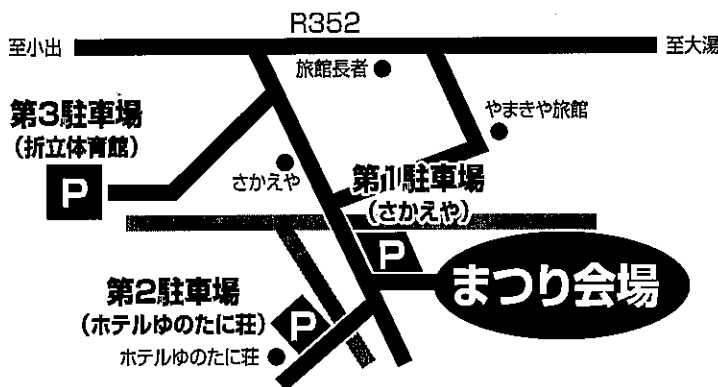 R352
至小出
至大湯
旅館長者
第3駐車場
(折立体育館)
やまきや旅館
P
さかえや
第1駐車場
(さかえや)
P
まつり会場
第2駐車場
(ホテルゆのたに荘)
P
ホテルゆのたに荘